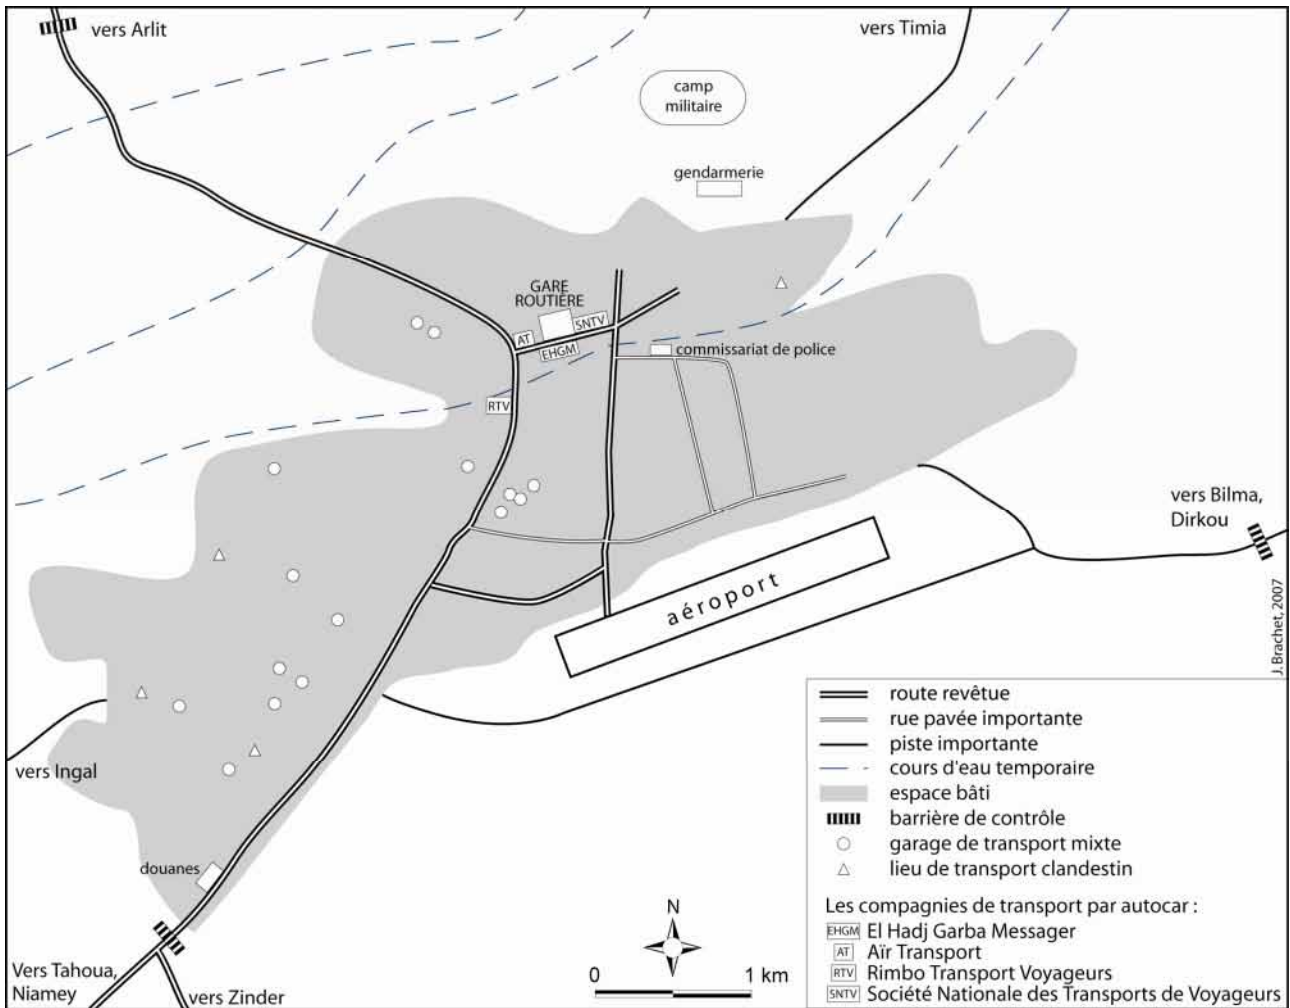 vers Arlit
vers Timia
camp
militaire
gendarmerie
GARE
ROUTIÈRE
SNTV
AT
EHGM
commissariat de police
RTV
vers Bilma,
Dirkou
aéroport
J. Brachet, 2007
vers Ingal
douanes
Vers Tahoua,
Niamey
vers Zinder
N
0 1 km
route revêtue
rue pavée importante
piste importante
cours d'eau temporaire
espace bâti
barrière de contrôle
garage de transport mixte
lieu de transport clandestin
Les compagnies de transport par autocar :
EHGM El Hadj Garba Messager
AT Aïr Transport
RTV Rimbo Transport Voyageurs
SNTV Société Nationale des Transports de Voyageurs